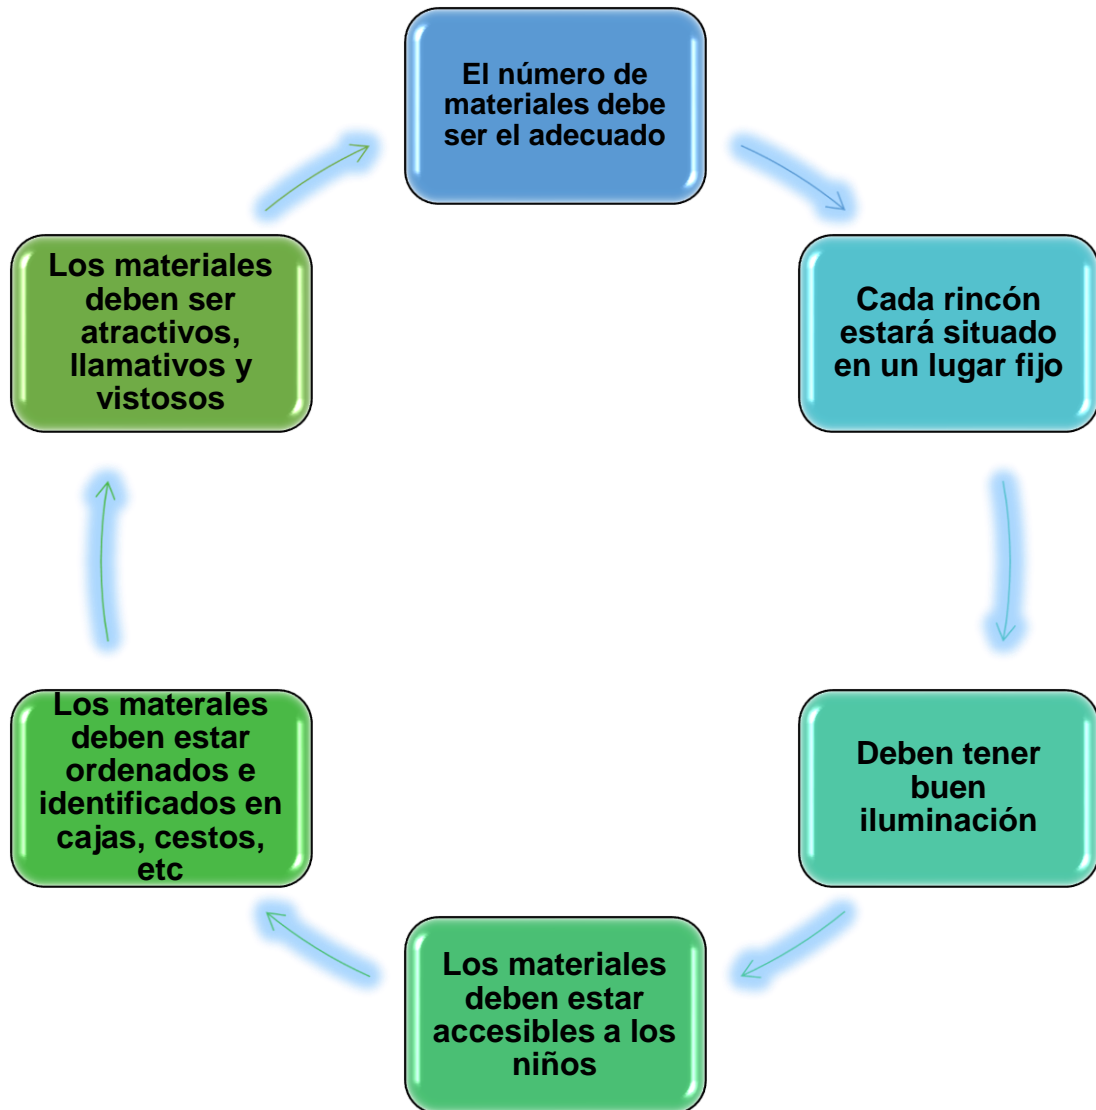 El número de
materiales debe
ser el adecuado
Cada rincón
estará situado
en un lugar fijo
Deben tener
buen
iluminación
Los materiales
deben estar
accesibles a los
niños
Los materales
deben estar
ordenados e
identificados en
cajas, cestos,
etc
Los materiales
deben ser
atractivos,
llamativos y
vistosos